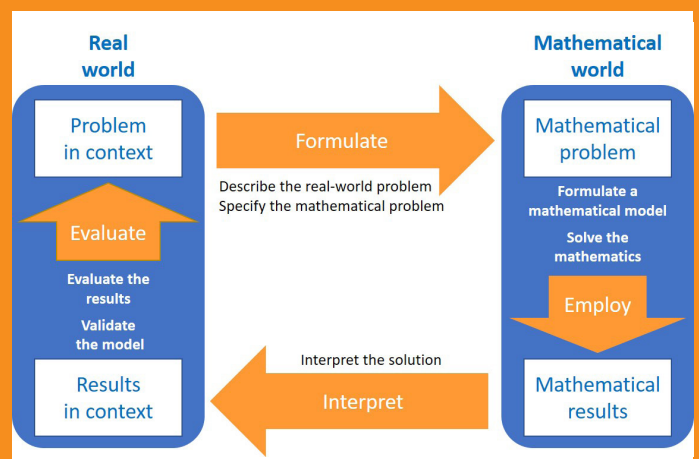 Real
world
Mathematical
world
Problem
in context
Formulate
Mathematical
problem
Describe the real-world problem
Specify the mathematical problem
Formulate a
mathematical model
Solve the
mathematics
Evaluate
Evaluate the
results
Validate
the model
Employ
Interpret the solution
Results
in context
Interpret
Mathematical
results